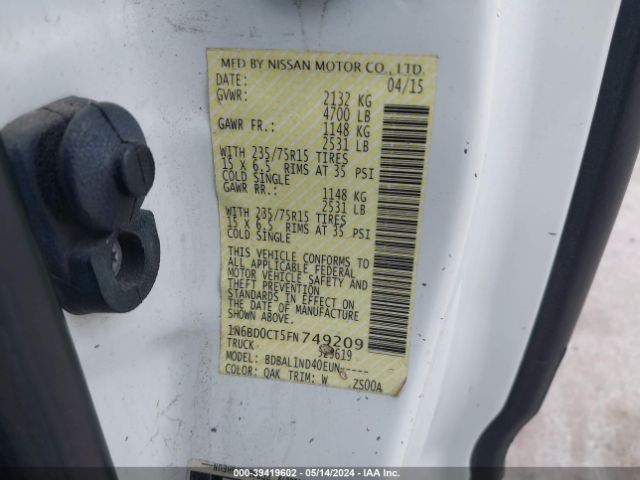 MFD BY NISSAN MOTOR CO., LTD.
DATE: 04/15
GVWR: 2132 KG
4700 LB
GAWR FR.: 1148 KG
2531 LB
WITH 235/75R15 TIRES
15 X 6.5 RIMS AT 35 PSI
COLD SINGLE
GAWR RR.: 1148 KG
2531 LB
WITH 235/75R15 TIRES
15 X 6.5 RIMS AT 35 PSI
COLD SINGLE
THIS VEHICLE CONFORMS TO
ALL APPLICABLE FEDERAL
MOTOR VEHICLE SAFETY AND
THEFT PREVENTION
STANDARDS IN EFFECT ON
THE DATE OF MANUFACTURE
SHOWN ABOVE.
1N6BD0CT5FN749209
TRUCK
MODEL: BDBALIND40EUN-----
COLOR: QAK TRIM: W ZS00A
© - 39419602 - 05/14/2024 - IAA Inc.